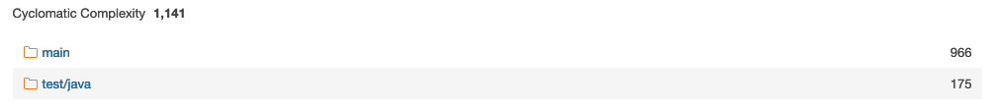 Cyclomatic Complexity 1,141
main 966
test/java 175